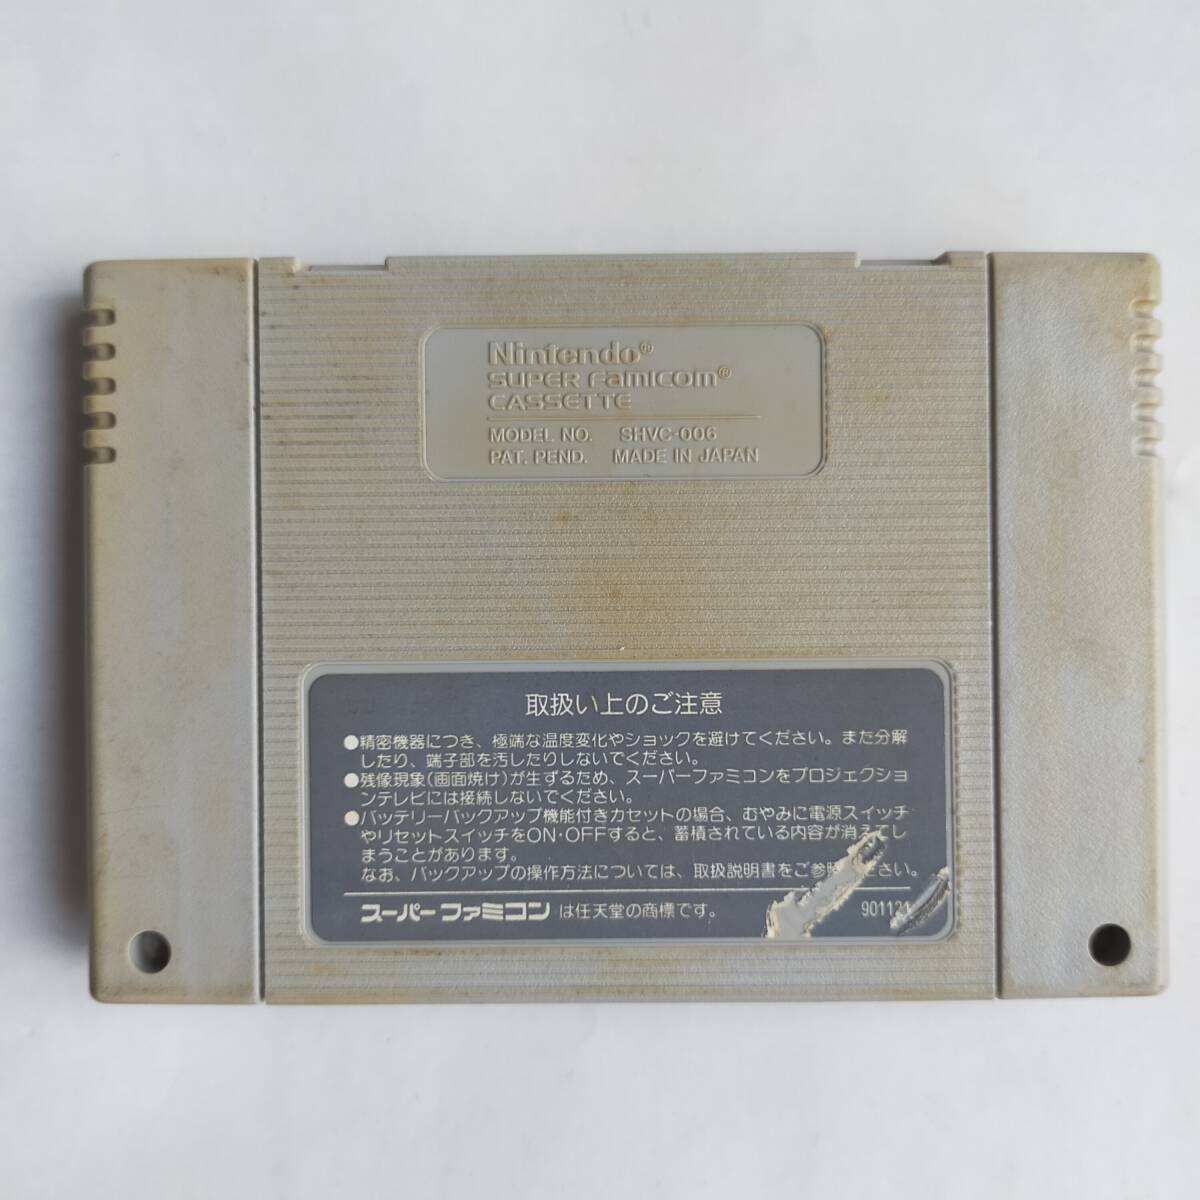 Nintendo®
SUPER Famicom®
CASSETTE
MODEL NO. SHVC-006
PAT. PEND. MADE IN JAPAN
取扱い上のご注意
●精密機器につき、極端な温度変化やショックを避けてください。また分解
したり、端子部を汚したりしないでください。
●残像現象(画面焼け)が生ずるため、スーパーファミコンをプロジェクショ
ンテレビには接続しないでください。
●バッテリーバックアップ機能付きカセットの場合、むやみに電源スイッチ
やリセットスイッチをON・OFFすると、蓄積されている内容が消えてし
まうことがあります。
なお、バックアップの操作方法については、取扱説明書をご参照ください。
スーパーファミコン は任天堂の商標です。
901121